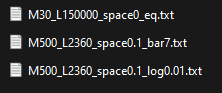 M30_L150000_space0_eq.txt
M500_L2360_space0.1_bar7.txt
M500_L2360_space0.1_log0.01.txt